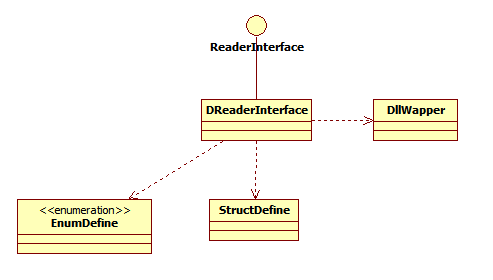 ReaderInterface
DReaderInterface
DllWapper
<<enumeration>>
EnumDefine
StructDefine